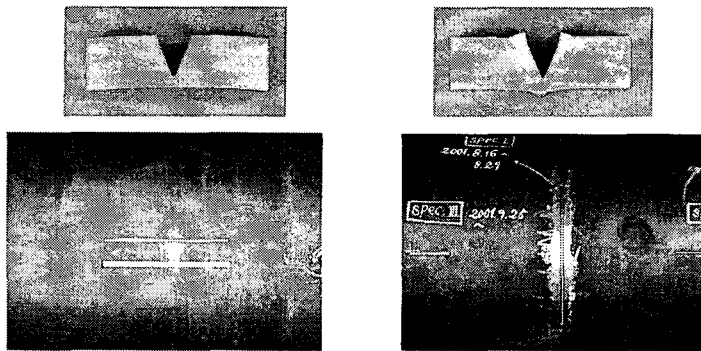 SPEC. I
2001. 8. 16 ~
8. 29
SPEC. III 2001 9. 25
S